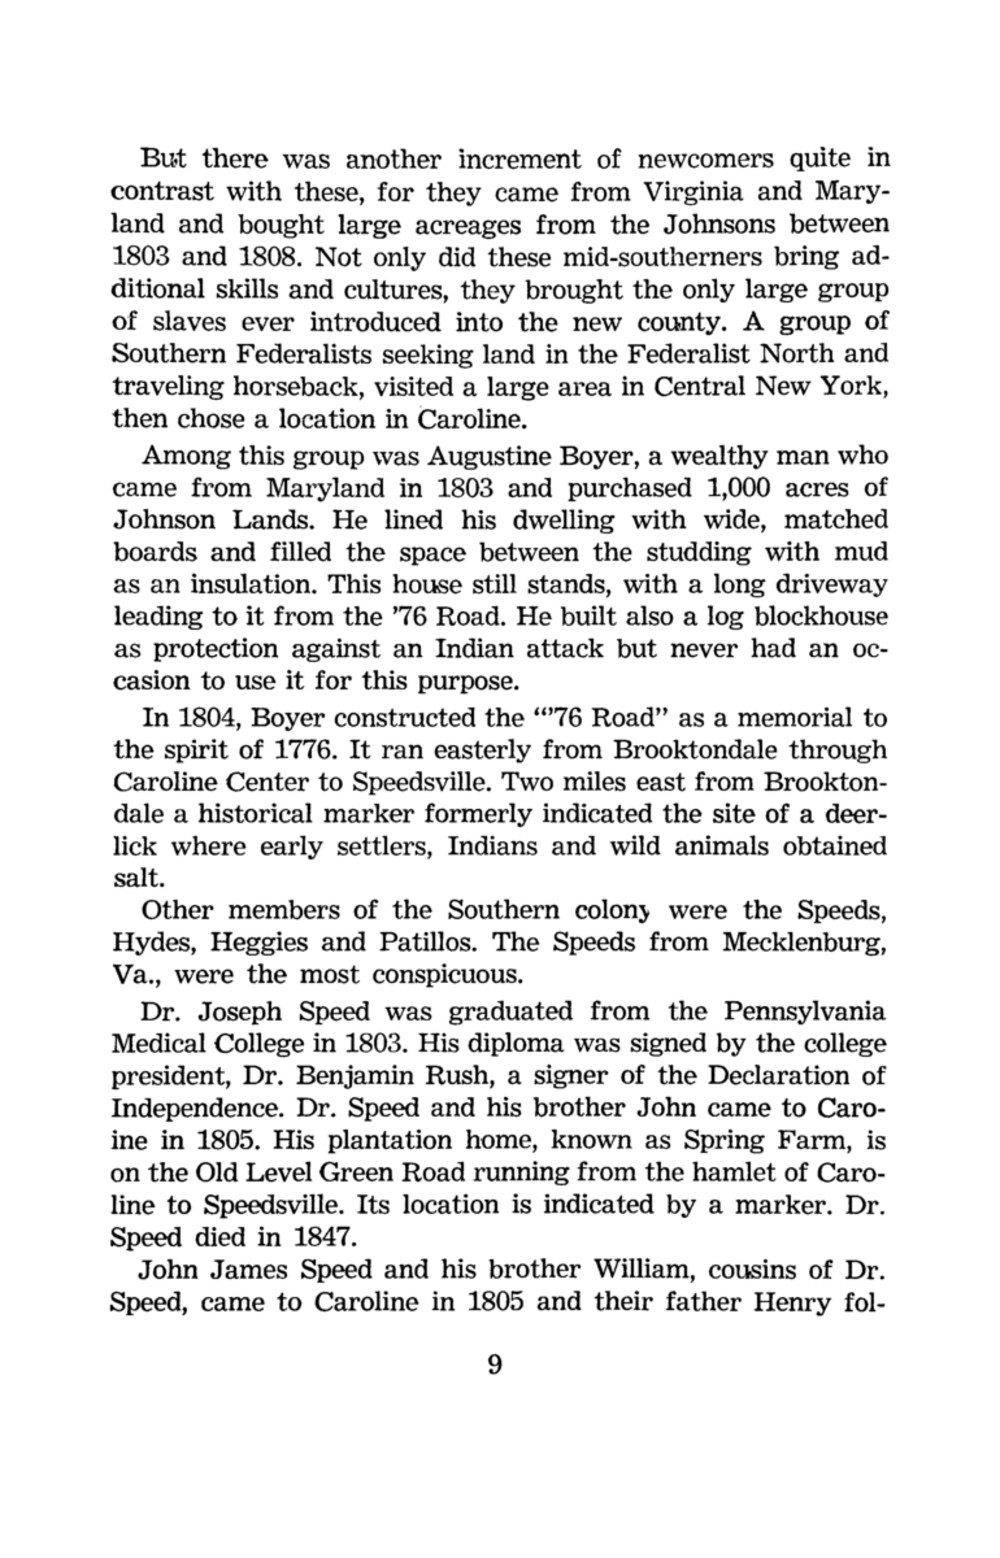 But there was another increment of newcomers quite in
contrast with these, for they came from Virginia and Mary-
land and bought large acreages from the Johnsons between
1803 and 1808. Not only did these mid-southerners bring ad-
ditional skills and cultures, they brought the only large group
of slaves ever introduced into the new county. A group of
Southern Federalists seeking land in the Federalist North and
traveling horseback, visited a large area in Central New York,
then chose a location in Caroline.
Among this group was Augustine Boyer, a wealthy man who
came from Maryland in 1803 and purchased 1,000 acres of
Johnson Lands. He lined his dwelling with wide, matched
boards and filled the space between the studding with mud
as an insulation. This house still stands, with a long driveway
leading to it from the ’76 Road. He built also a log blockhouse
as protection against an Indian attack but never had an oc-
casion to use it for this purpose.
In 1804, Boyer constructed the “’76 Road” as a memorial to
the spirit of 1776. It ran easterly from Brooktondale through
Caroline Center to Speedsville. Two miles east from Brookton-
dale a historical marker formerly indicated the site of a deer-
lick where early settlers, Indians and wild animals obtained
salt.
Other members of the Southern colony were the Speeds,
Hydes, Heggies and Patillos. The Speeds from Mecklenburg,
Va., were the most conspicuous.
Dr. Joseph Speed was graduated from the Pennsylvania
Medical College in 1803. His diploma was signed by the college
president, Dr. Benjamin Rush, a signer of the Declaration of
Independence. Dr. Speed and his brother John came to Caro-
ine in 1805. His plantation home, known as Spring Farm, is
on the Old Level Green Road running from the hamlet of Caro-
line to Speedsville. Its location is indicated by a marker. Dr.
Speed died in 1847.
John James Speed and his brother William, cousins of Dr.
Speed, came to Caroline in 1805 and their father Henry fol-
9